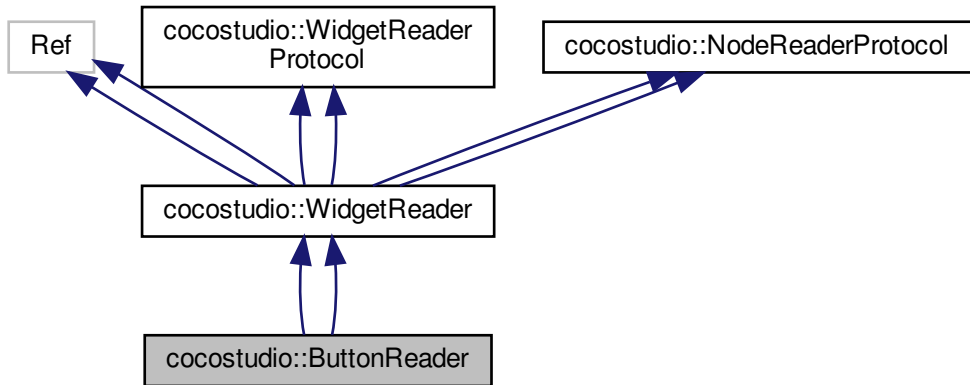 Ref
cocostudio::WidgetReader
Protocol
cocostudio::NodeReaderProtocol
cocostudio::WidgetReader
cocostudio::ButtonReader